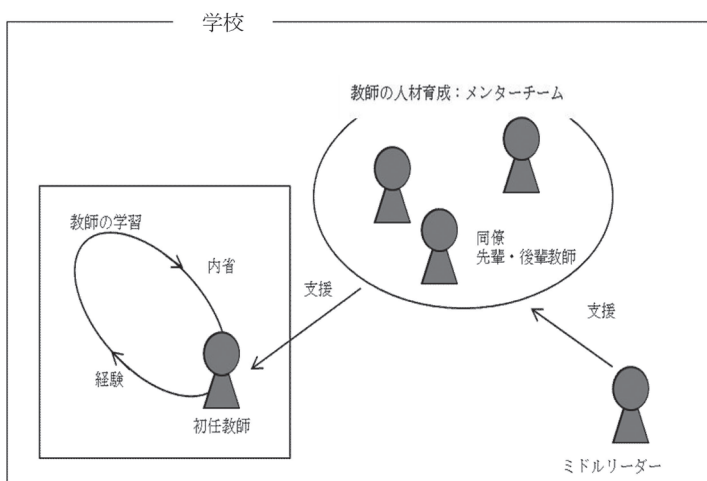 学校
教師の人材育成：メンターチーム
教師の学習
内省
同僚
先輩・後輩教師
支援
支援
経験
初任教師
ミドルリーダー